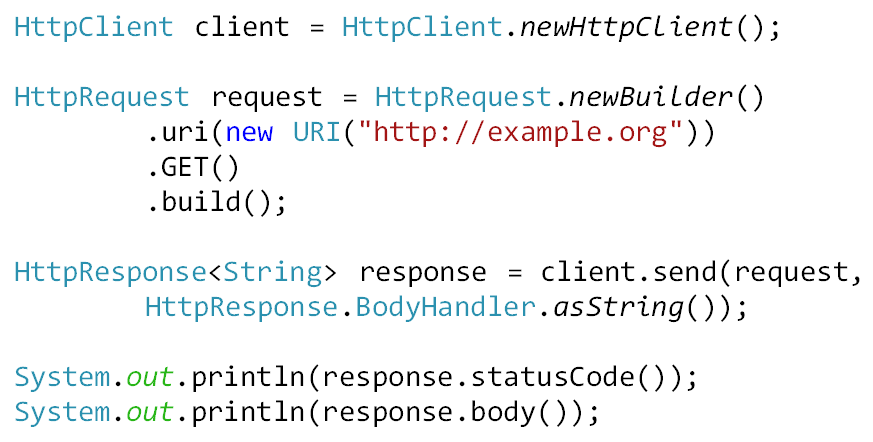 HttpClient client = HttpClient.newHttpClient();
HttpRequest request = HttpRequest.newBuilder()
.uri(new URI("http://example.org"))
.GET()
.build();
HttpResponse<String> response = client.send(request,
HttpResponse.BodyHandler.asString());
System.out.println(response.statusCode());
System.out.println(response.body());